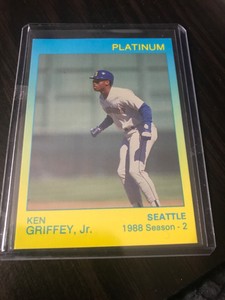 PLATINUM
KEN
GRIFFEY, Jr.
SEATTLE
1988 Season - 2